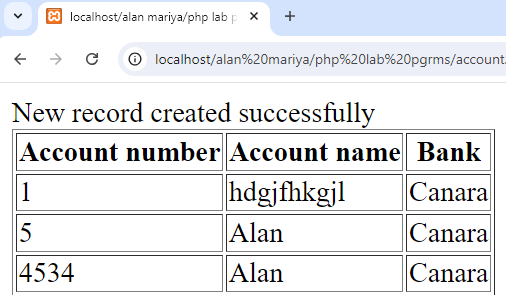 localhost/alan mariya/php lab p
localhost/alan%20mariya/php%20lab%20pgrms/account.
New record created successfully
Account number Account name Bank
1 hdgjfhkgjl Canara
5 Alan Canara
4534 Alan Canara